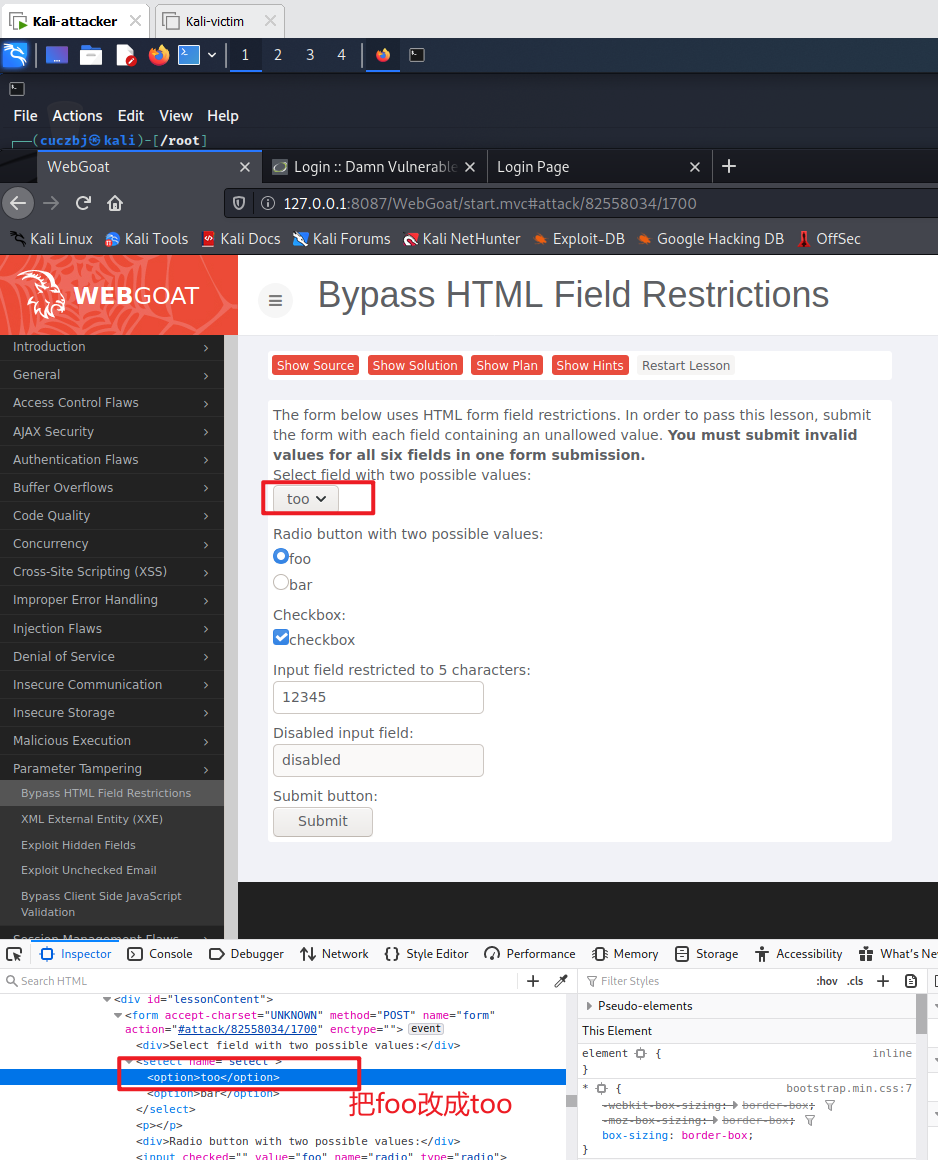 Kali-attacker
Kali-victim
1 2 3 4
File Actions Edit View Help
┌──(cuczbj㉿kali)-[/root]
WebGoat
Login :: Damn Vulnerable
Login Page
127.0.0.1:8087/WebGoat/start.mvc#attack/82558034/1700
Kali Linux Kali Tools Kali Docs Kali Forums Kali NetHunter Exploit-DB Google Hacking DB OffSec
WEBGOAT
Bypass HTML Field Restrictions
Introduction
General
Access Control Flaws
AJAX Security
Authentication Flaws
Buffer Overflows
Code Quality
Concurrency
Cross-Site Scripting (XSS)
Improper Error Handling
Injection Flaws
Denial of Service
Insecure Communication
Insecure Storage
Malicious Execution
Parameter Tampering
Bypass HTML Field Restrictions
XML External Entity (XXE)
Exploit Hidden Fields
Exploit Unchecked Email
Bypass Client Side JavaScript
Validation
Session Management Flaws
Show Source Show Solution Show Plan Show Hints Restart Lesson
The form below uses HTML form field restrictions. In order to pass this lesson, submit
the form with each field containing an unallowed value. You must submit invalid
values for all six fields in one form submission.
Select field with two possible values:
too
Radio button with two possible values:
foo
bar
Checkbox:
checkbox
Input field restricted to 5 characters:
12345
Disabled input field:
disabled
Submit button:
Submit
Inspector Console Debugger Network Style Editor Performance Memory Storage Accessibility What's Ne
Search HTML
<div id="lessonContent">
<form accept-charset="UNKNOWN" method="POST" name="form"
action="#attack/82558034/1700" enctype=""> event
<div>Select field with two possible values:</div>
<select name="select">
<option>too</option>
<option>bar</option>
</select>
<p></p>
<div>Radio button with two possible values:</div>
<input checked="" value="foo" name="radio" type="radio">
把foo改成too
Filter Styles
:hov .cls
Pseudo-elements
This Element
element { inline
}
* { bootstrap.min.css:7
-webkit-box-sizing: border-box;
-moz-box-sizing: border-box;
box-sizing: border-box;
}